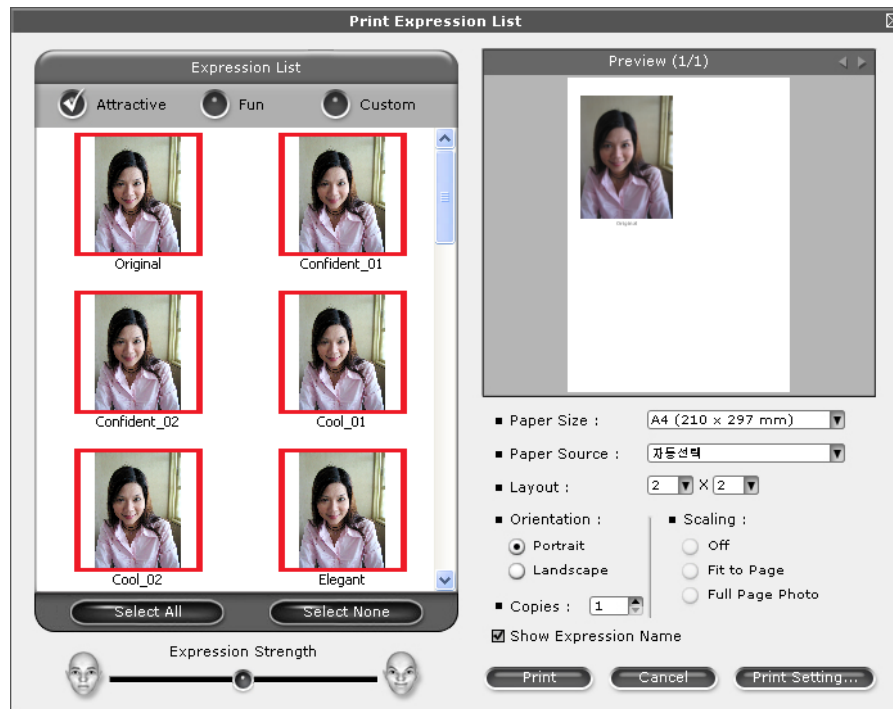 Print Expression List
Expression List
Attractive
Fun
Custom
Original
Confident_01
Confident_02
Cool_01
Cool_02
Elegant
Select All
Select None
Expression Strength
Preview (1/1)
Original
Paper Size :
A4 (210 x 297 mm)
Paper Source :
자동선택
Layout :
2 X 2
Orientation :
Portrait
Landscape
Scaling :
Off
Fit to Page
Full Page Photo
Copies : 1
Show Expression Name
Print
Cancel
Print Setting...